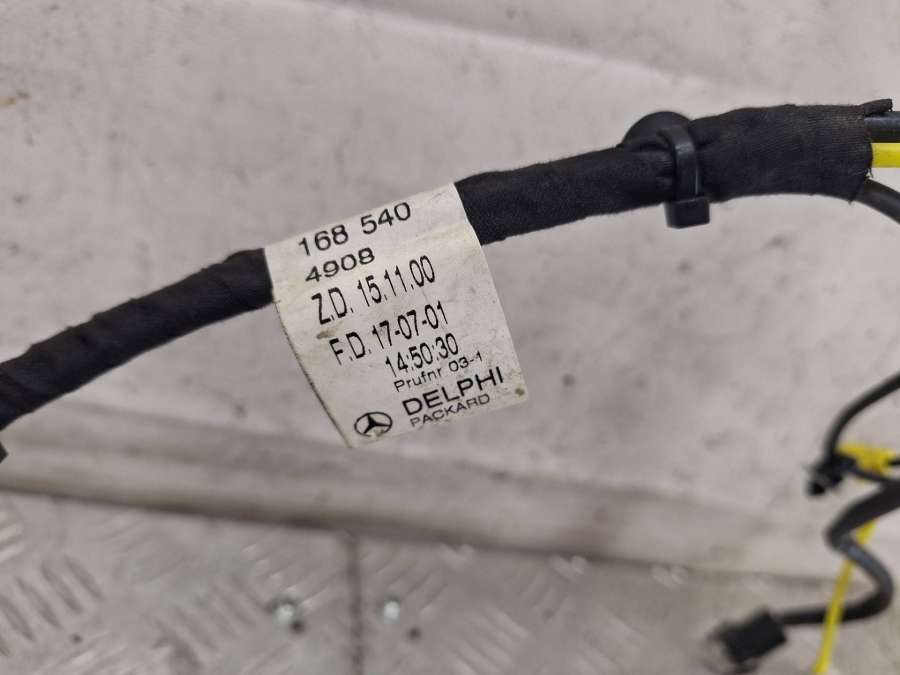 168 540
4908
Z.D. 15.11.00
F.D. 17-07-01
14:50:30
Prufnr 03-1
DELPHI
PACKARD